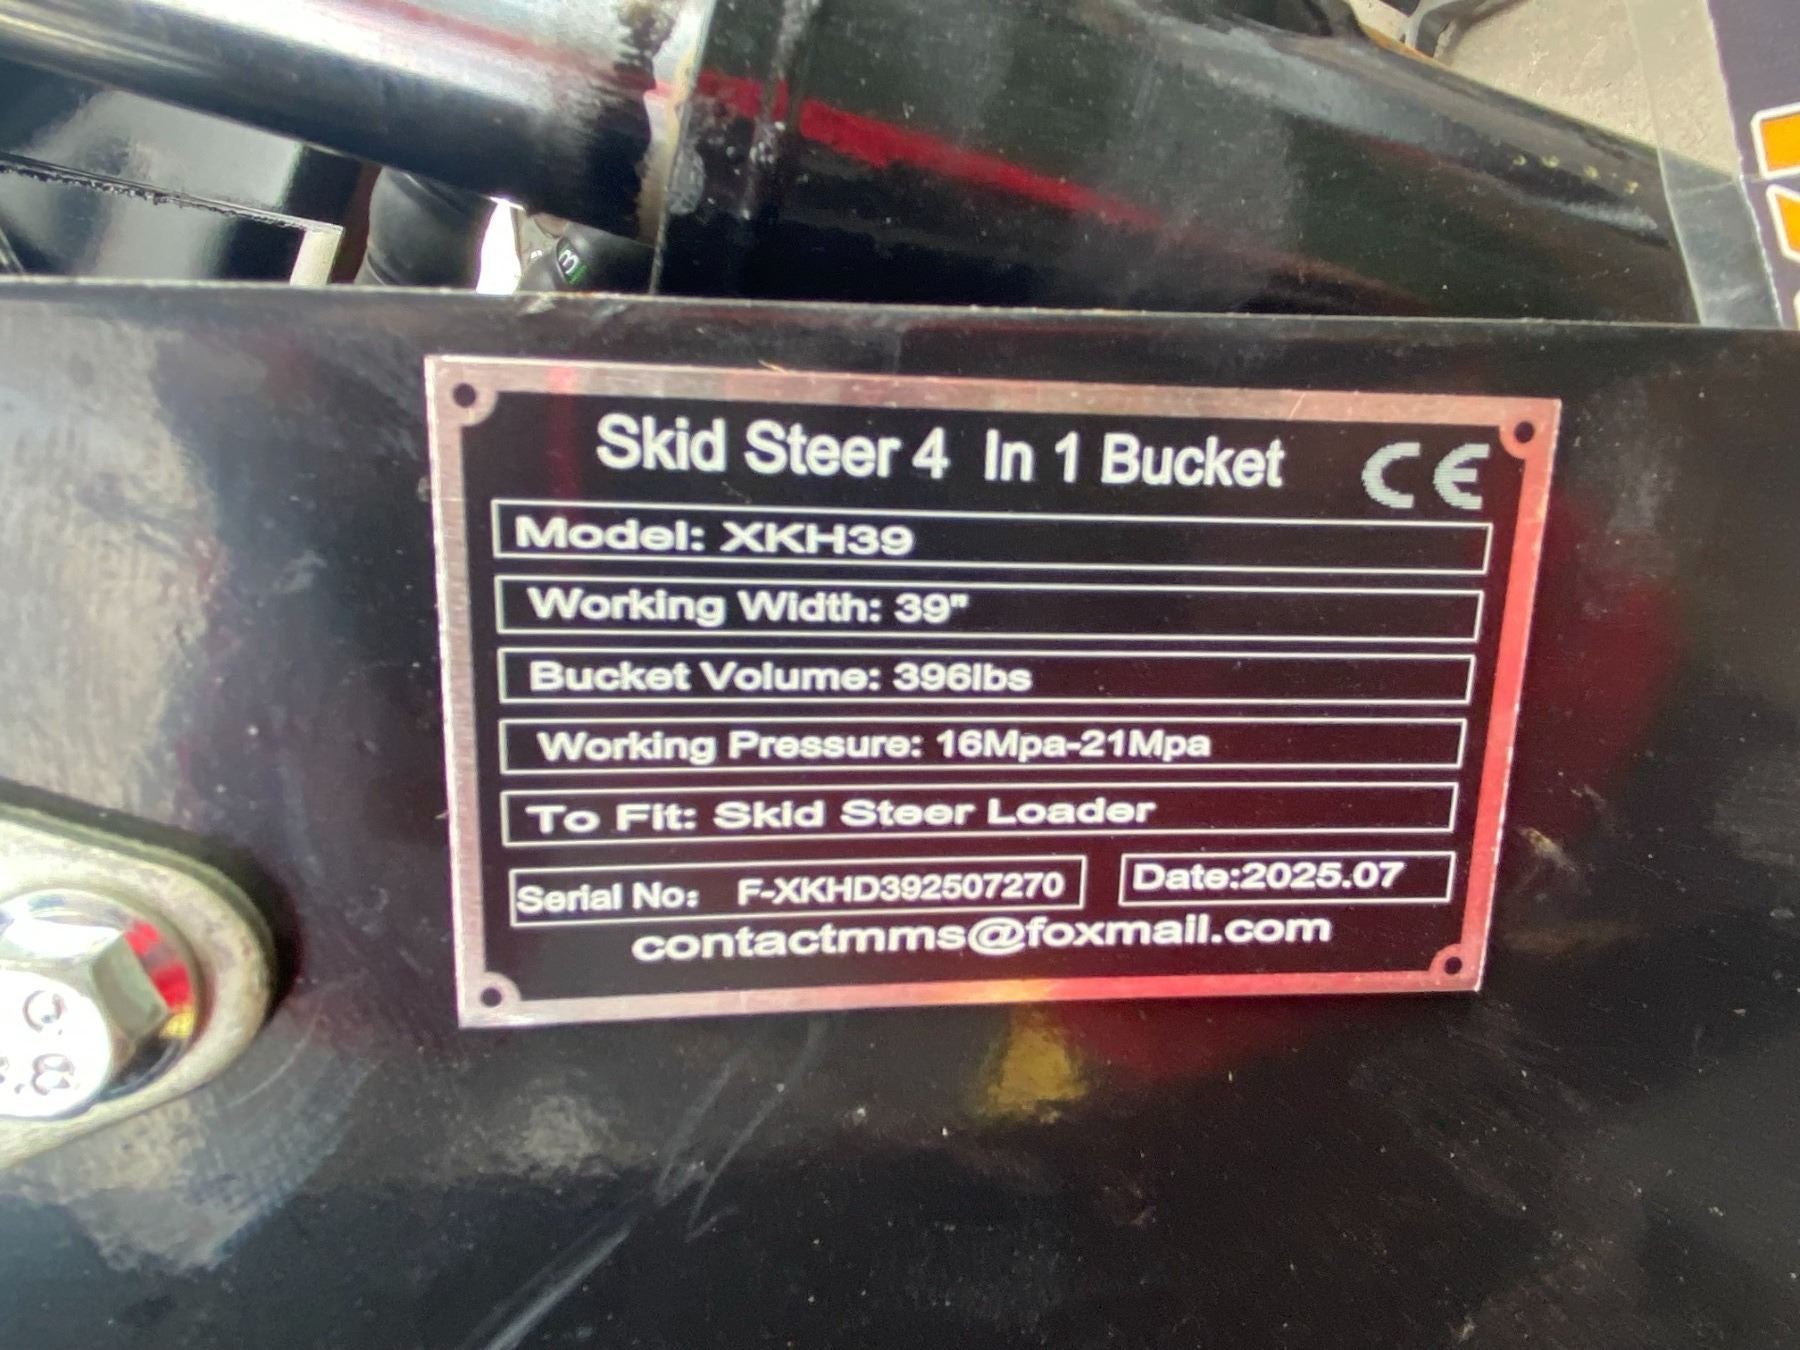 Skid Steer 4 In 1 Bucket CE
Model: XKH39
Working Width: 39"
Bucket Volume: 396lbs
Working Pressure: 16Mpa-21Mpa
To Fit: Skid Steer Loader
Serial No: F-XKHD392507270 Date:2025.07
contactmms@foxmail.com